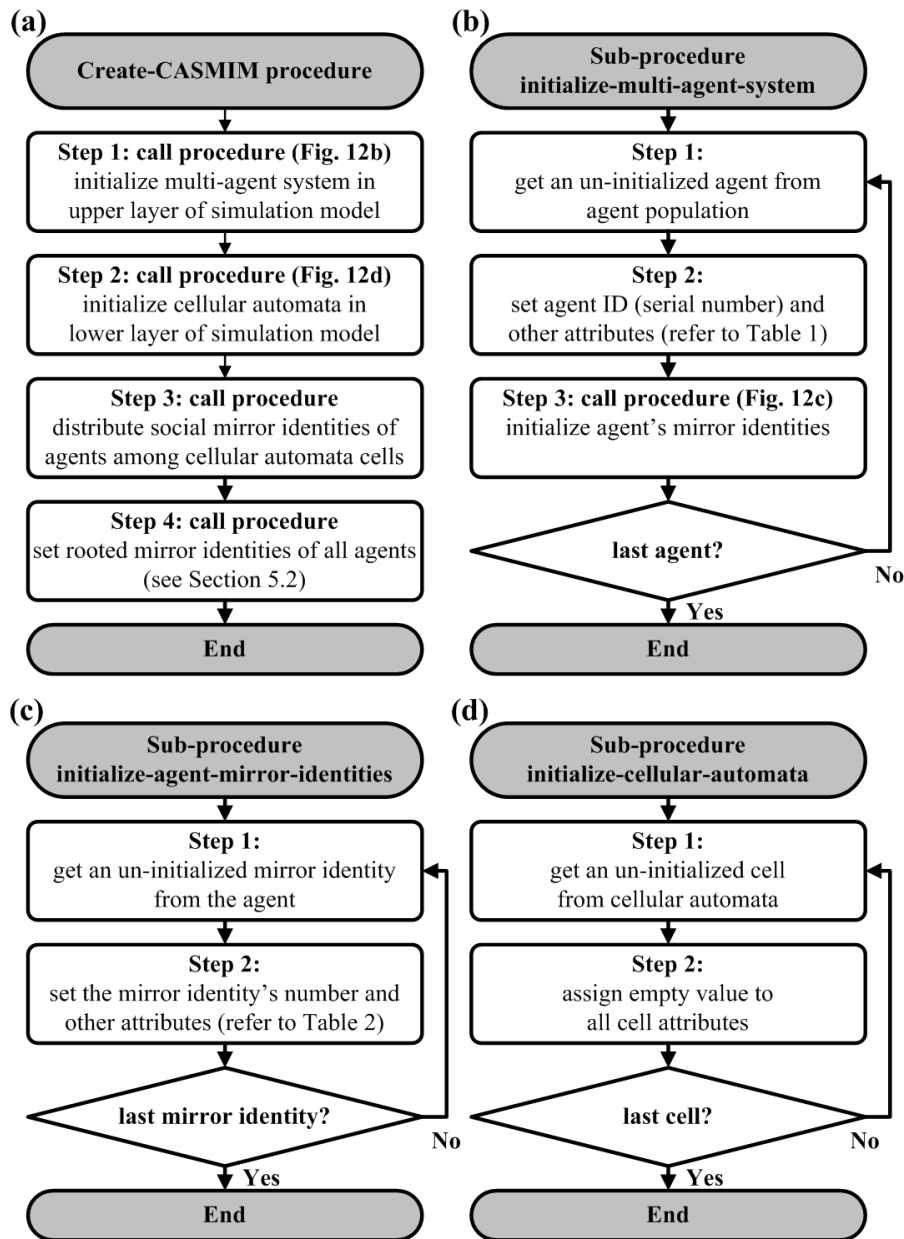 (a)
Create-CASMIM procedure
Step 1: call procedure (Fig. 12b)
initialize multi-agent system in
upper layer of simulation model
Step 2: call procedure (Fig. 12d)
initialize cellular automata in
lower layer of simulation model
Step 3: call procedure
distribute social mirror identities of
agents among cellular automata cells
Step 4: call procedure
set rooted mirror identities of all agents
(see Section 5.2)
End
(b)
Sub-procedure
initialize-multi-agent-system
Step 1:
get an un-initialized agent from
agent population
Step 2:
set agent ID (serial number) and
other attributes (refer to Table 1)
Step 3: call procedure (Fig. 12c)
initialize agent’s mirror identities
last agent?
No
Yes
End
(c)
Sub-procedure
initialize-agent-mirror-identities
Step 1:
get an un-initialized mirror identity
from the agent
Step 2:
set the mirror identity’s number and
other attributes (refer to Table 2)
last mirror identity?
No
Yes
End
(d)
Sub-procedure
initialize-cellular-automata
Step 1:
get an un-initialized cell
from cellular automata
Step 2:
assign empty value to
all cell attributes
last cell?
No
Yes
End